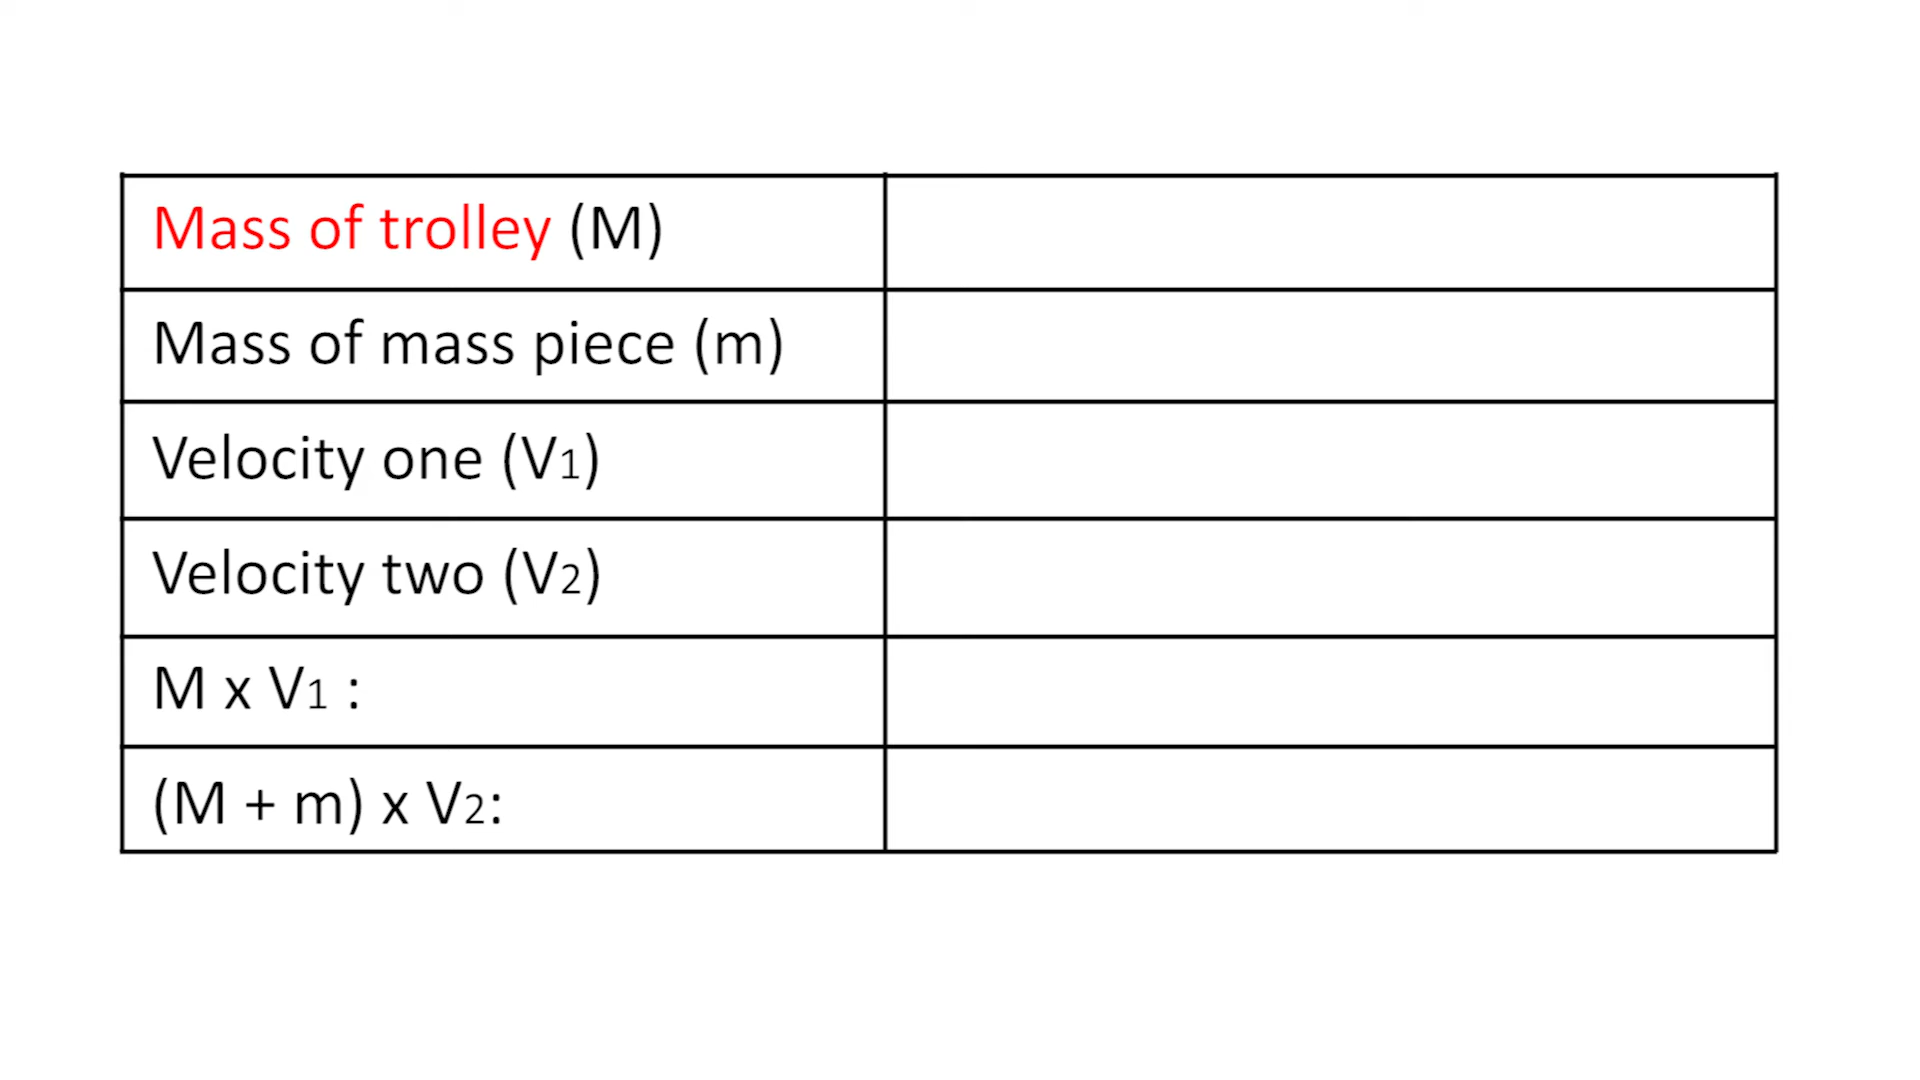 Mass of trolley (M)
Mass of mass piece (m)
Velocity one (V1)
Velocity two (V2)
M x V1 :
(M + m) x V2: